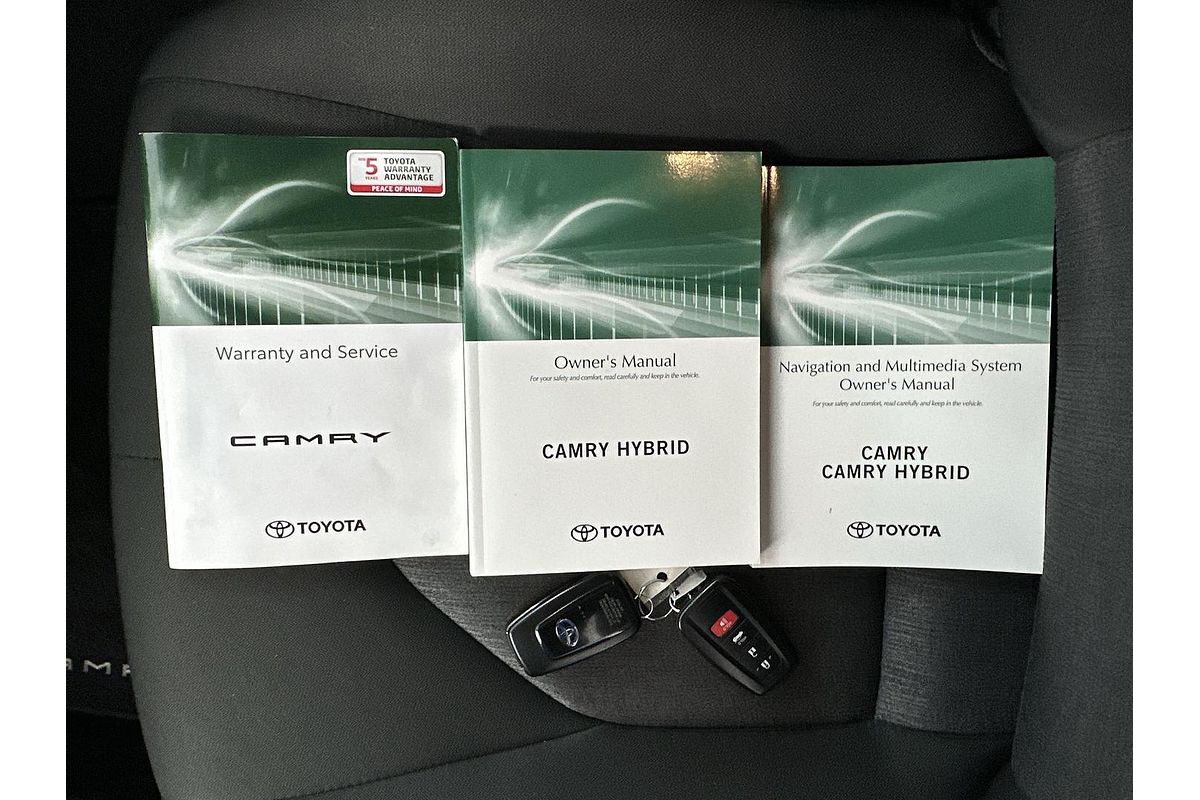 5
YEARS
TOYOTA
WARRANTY
ADVANTAGE
PEACE OF MIND
Warranty and Service
CAMRY
TOYOTA
Owner's Manual
For your safety and comfort, read carefully and keep in the vehicle.
CAMRY HYBRID
TOYOTA
Navigation and Multimedia System
Owner's Manual
For your safety and comfort, read carefully and keep in the vehicle.
CAMRY
CAMRY HYBRID
TOYOTA